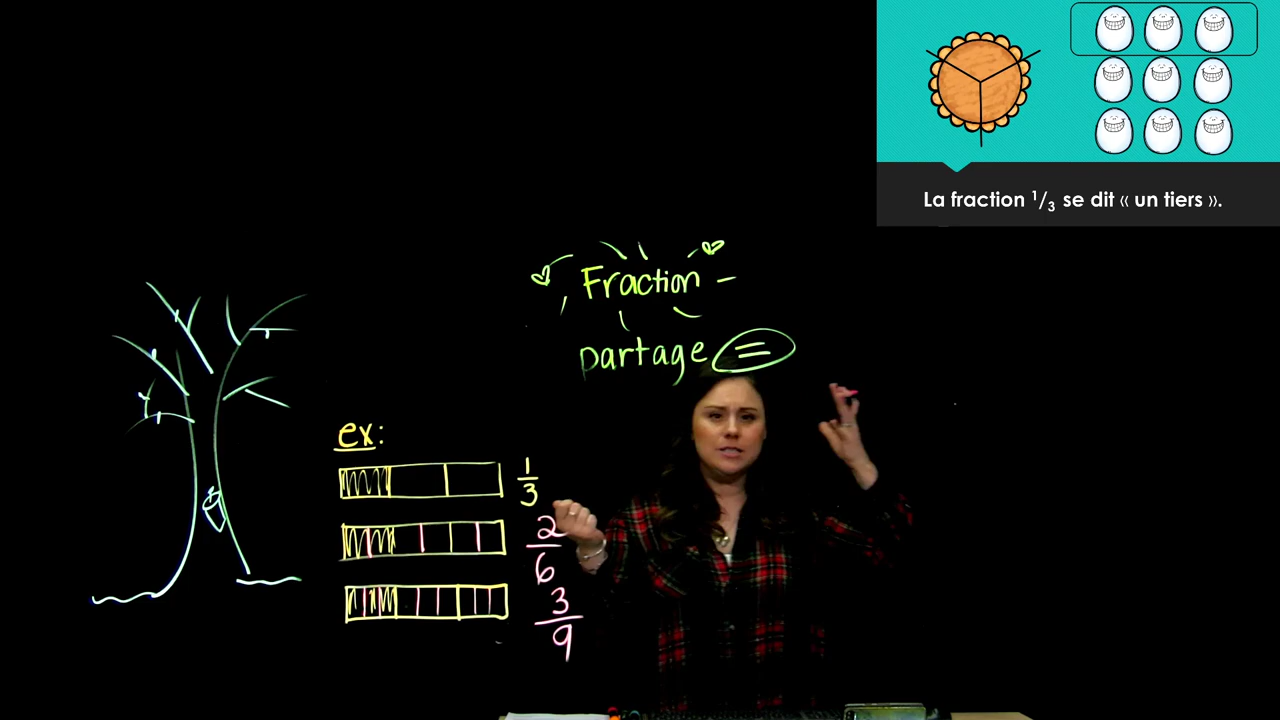 La fraction 1/3 se dit « un tiers ».
Fraction
partage =
ex:
1/3
2/6
3/9